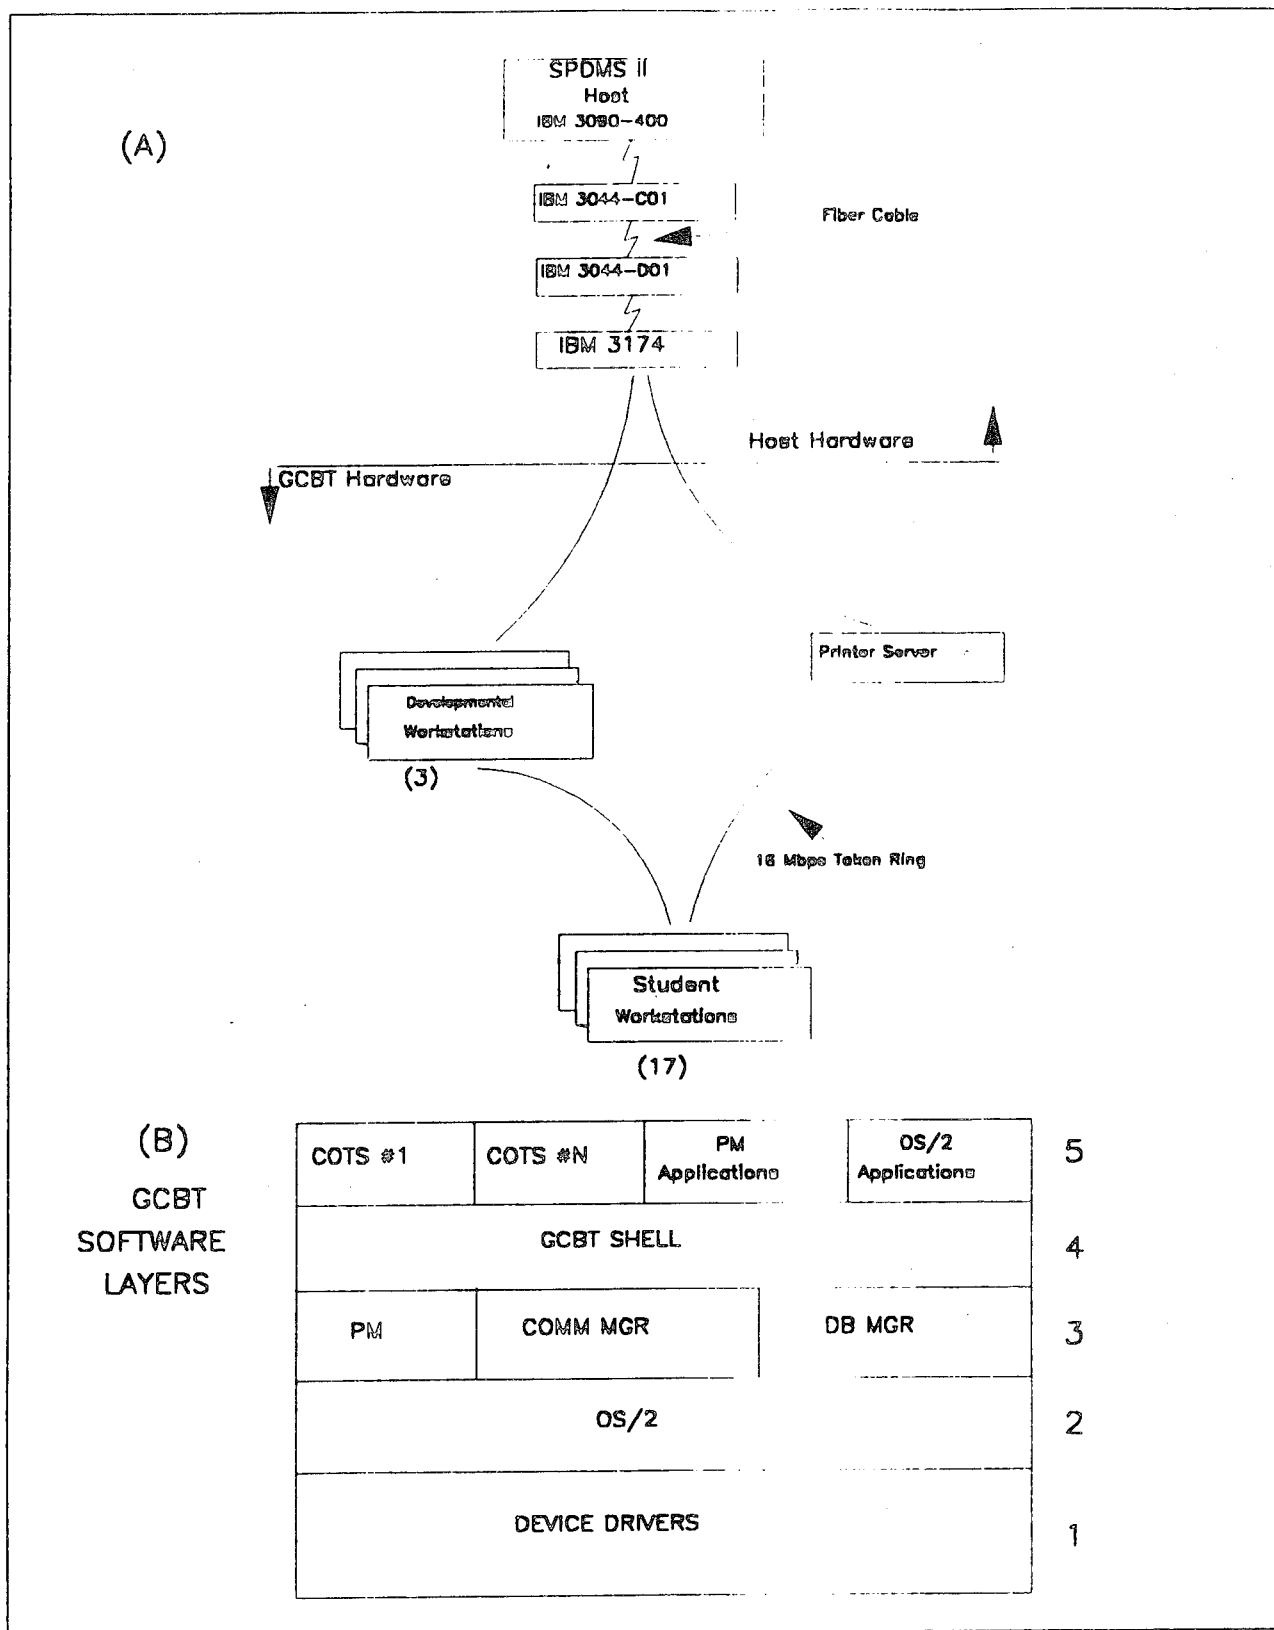 (A)
SPDMS II
Host
IBM 3090-400
IBM 3044-C01
Fiber Cable
IBM 3044-D01
IBM 3174
Host Hardware
GCBT Hardware
Printer Server
Developmental
Workstations
(3)
16 Mbps Token Ring
Student
Workstations
(17)
(B)
GCBT
SOFTWARE
LAYERS
COTS #1
COTS #N
PM
Applications
OS/2
Applications
5
GCBT SHELL
4
PM
COMM MGR
DB MGR
3
OS/2
2
DEVICE DRIVERS
1